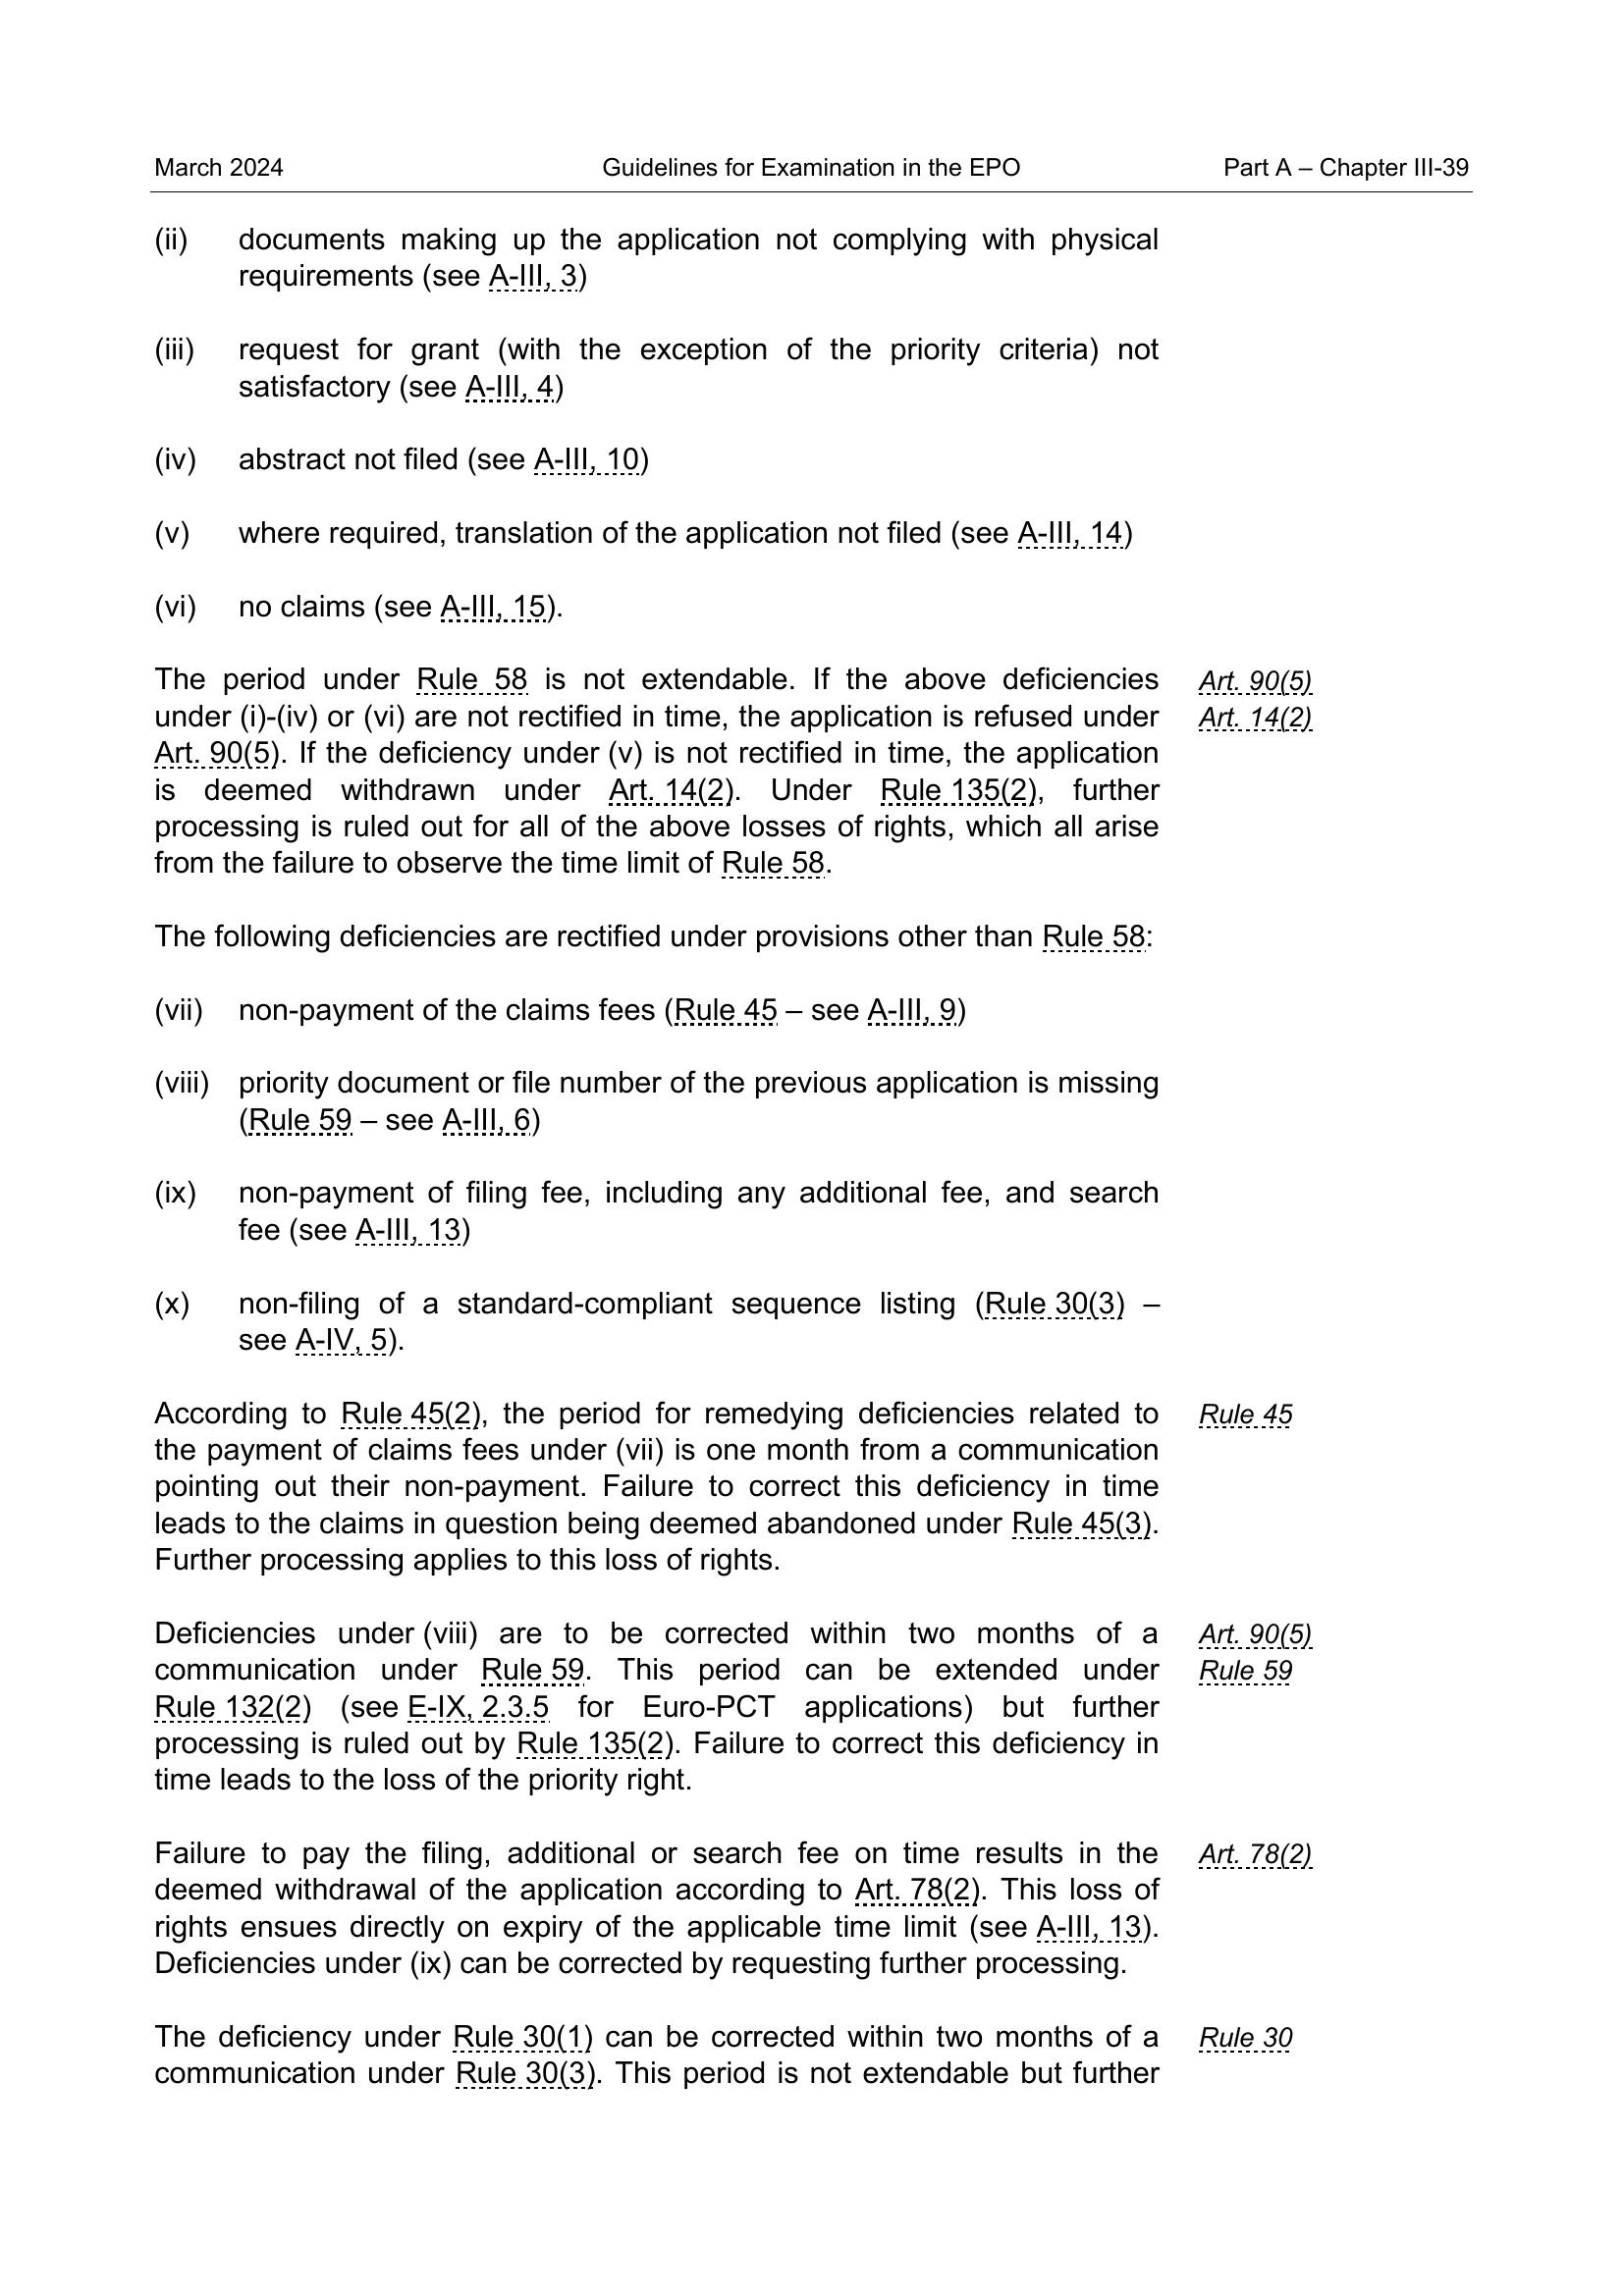 March 2024 Guidelines for Examination in the EPO Part A – Chapter III-39
(ii) documents making up the application not complying with physical
requirements (see A-III, 3)
(iii) request for grant (with the exception of the priority criteria) not
satisfactory (see A-III, 4)
(iv) abstract not filed (see A-III, 10)
(v) where required, translation of the application not filed (see A-III, 14)
(vi) no claims (see A-III, 15).
The period under Rule 58 is not extendable. If the above deficiencies
under (i)-(iv) or (vi) are not rectified in time, the application is refused under
Art. 90(5). If the deficiency under (v) is not rectified in time, the application
is deemed withdrawn under Art. 14(2). Under Rule 135(2), further
processing is ruled out for all of the above losses of rights, which all arise
from the failure to observe the time limit of Rule 58.
Art. 90(5)
Art. 14(2)
The following deficiencies are rectified under provisions other than Rule 58:
(vii) non-payment of the claims fees (Rule 45 – see A-III, 9)
(viii) priority document or file number of the previous application is missing
(Rule 59 – see A-III, 6)
(ix) non-payment of filing fee, including any additional fee, and search
fee (see A-III, 13)
(x) non-filing of a standard-compliant sequence listing (Rule 30(3) –
see A-IV, 5).
According to Rule 45(2), the period for remedying deficiencies related to
the payment of claims fees under (vii) is one month from a communication
pointing out their non-payment. Failure to correct this deficiency in time
leads to the claims in question being deemed abandoned under Rule 45(3).
Further processing applies to this loss of rights.
Rule 45
Deficiencies under (viii) are to be corrected within two months of a
communication under Rule 59. This period can be extended under
Rule 132(2) (see E-IX, 2.3.5 for Euro-PCT applications) but further
processing is ruled out by Rule 135(2). Failure to correct this deficiency in
time leads to the loss of the priority right.
Art. 90(5)
Rule 59
Failure to pay the filing, additional or search fee on time results in the
deemed withdrawal of the application according to Art. 78(2). This loss of
rights ensues directly on expiry of the applicable time limit (see A-III, 13).
Deficiencies under (ix) can be corrected by requesting further processing.
Art. 78(2)
The deficiency under Rule 30(1) can be corrected within two months of a
communication under Rule 30(3). This period is not extendable but further
Rule 30